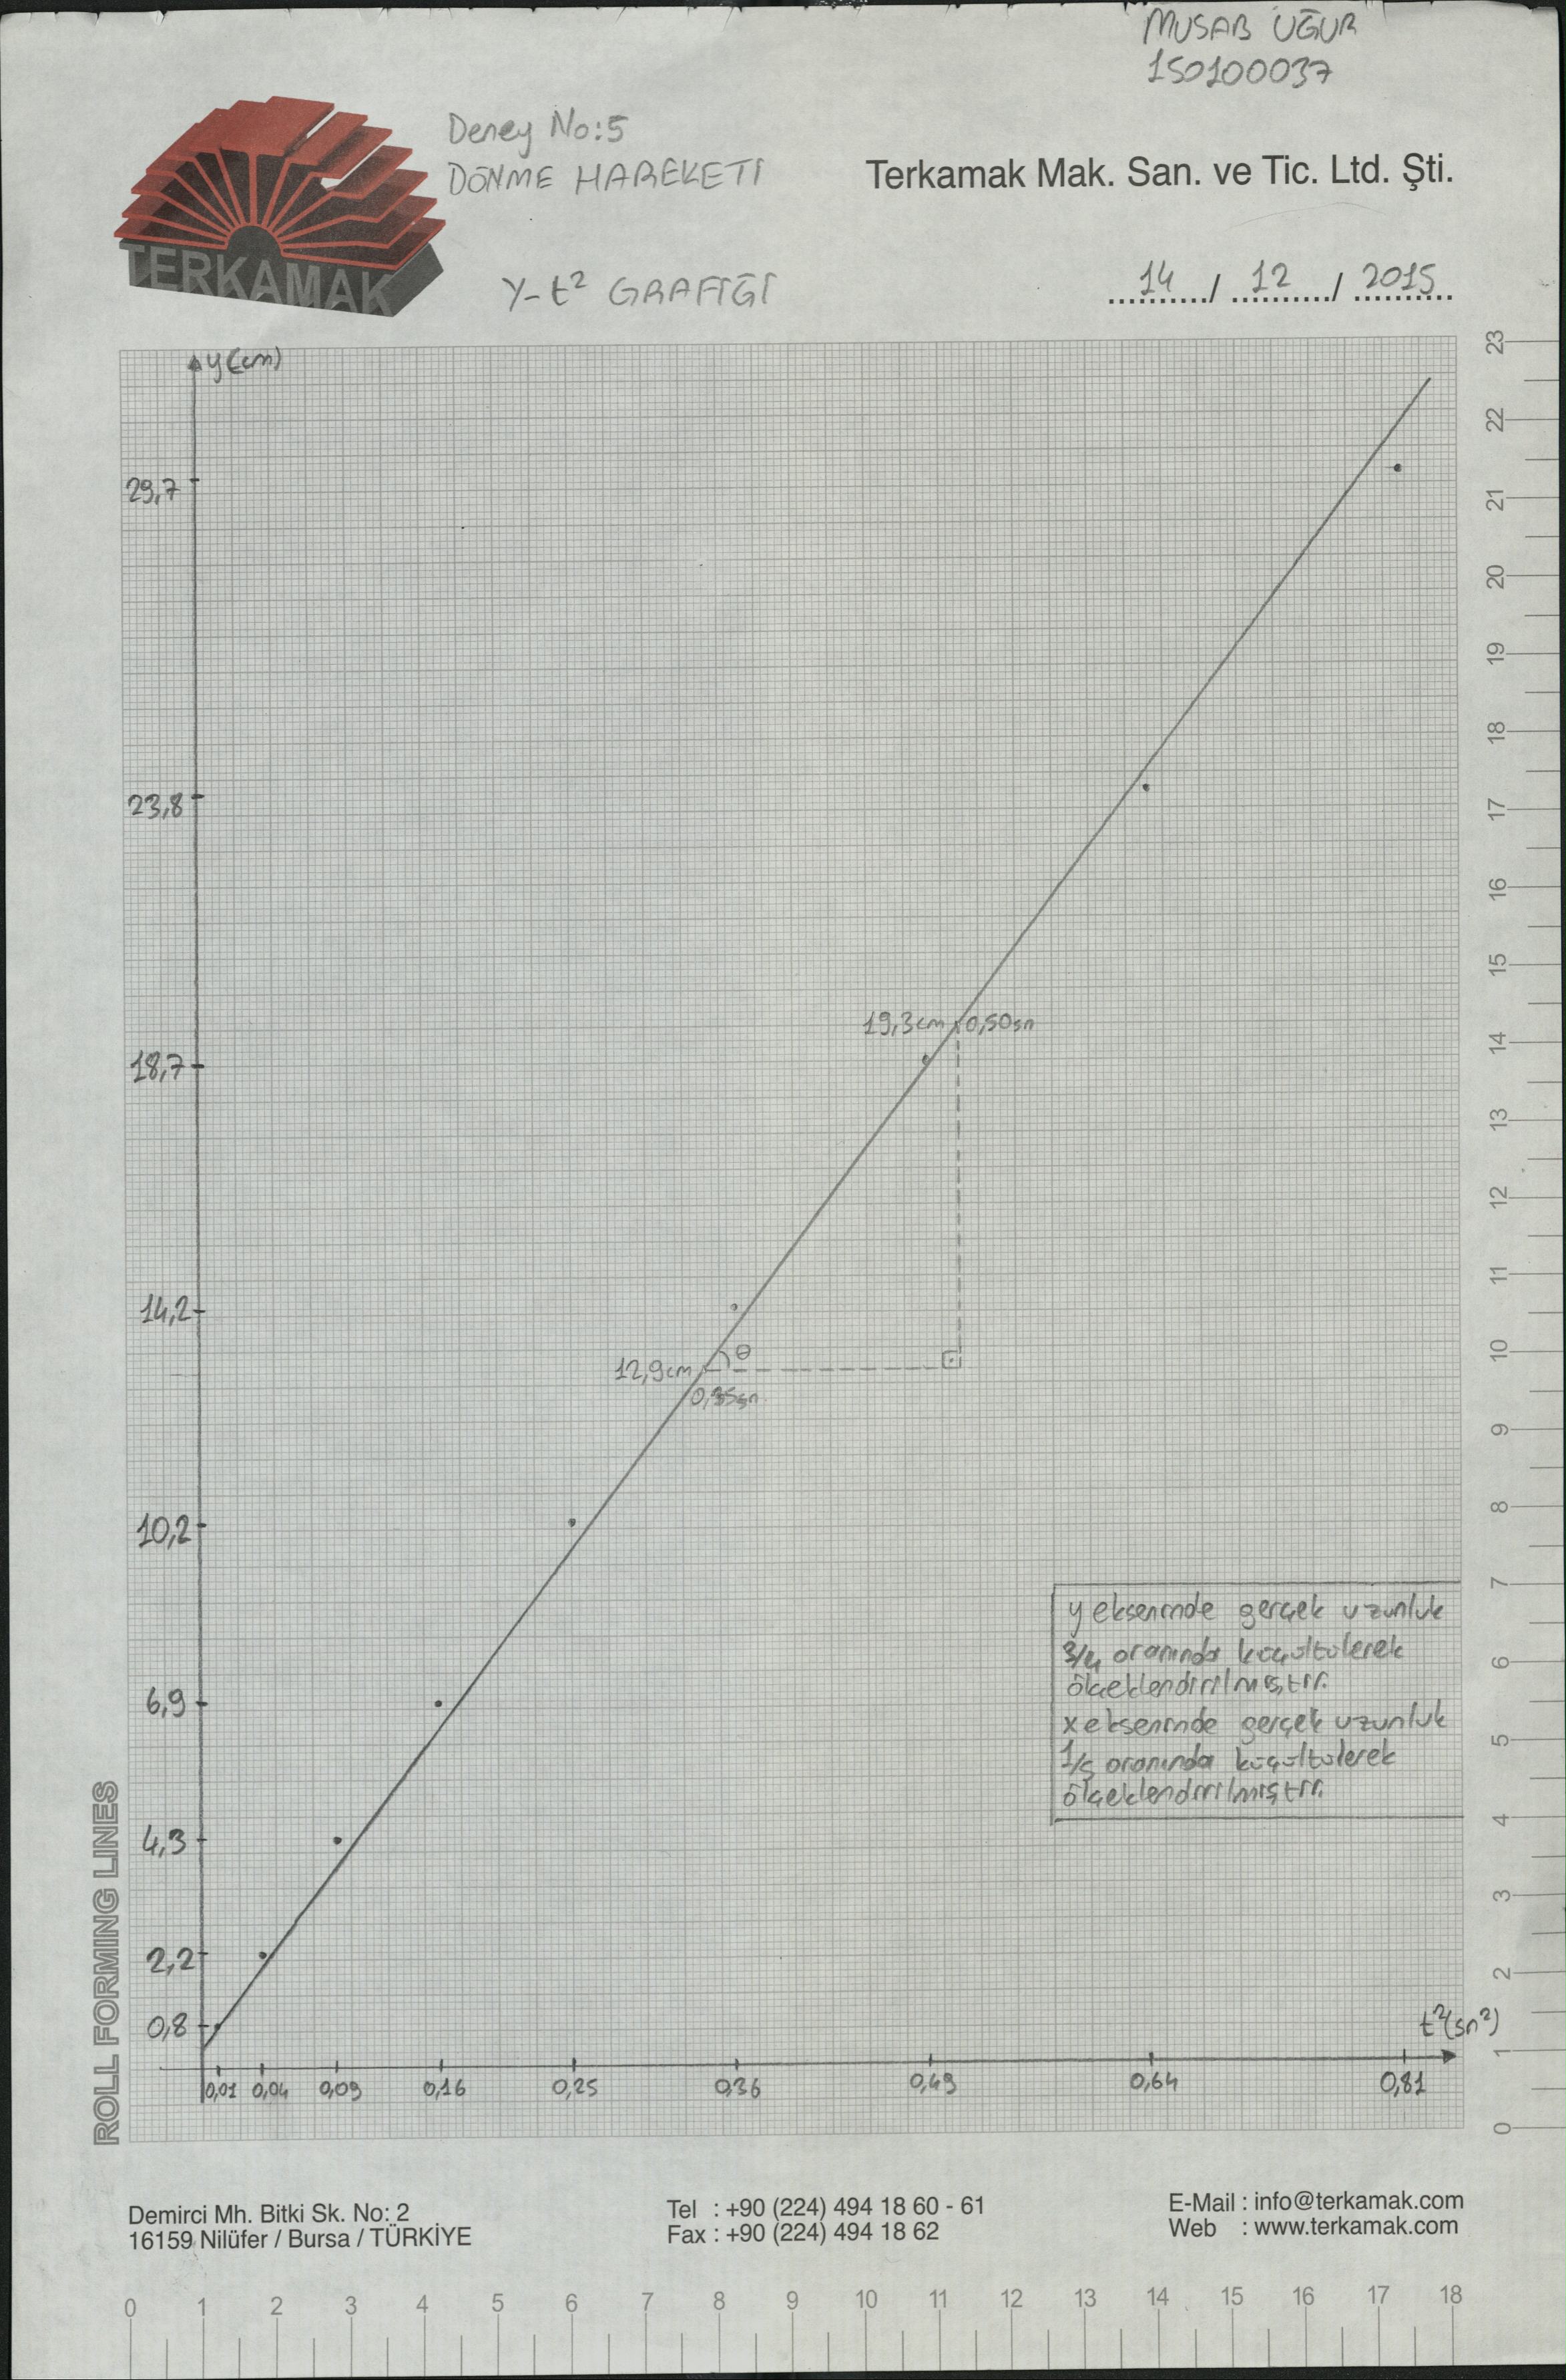 MUSAB UĞUR
150100037
Deney No:5
DÖNME HAREKETİ
Terkamak Mak. San. ve Tic. Ltd. Şti.
TERKAMAK
y-t² GRAFİĞİ
14 / 12 / 2015
y(cm)
29,7
23,8
18,7
14,2
10,2
6,9
4,3
2,2
0,8
19,3cm 0,50sn
12,9cm
θ
0,01 0,04 0,09 0,16 0,25 0,36 0,49 0,64 0,81
t²(sn²)
y ekseninde gerçek uzunluk
3/4 oranında küçültülerek
ölçeklendirilmiştir.
x ekseninde gerçek uzunluk
1/5 oranında küçültülerek
ölçeklendirilmiştir.
23
22
21
20
19
18
17
16
15
14
13
12
11
10
9
8
7
6
5
4
3
2
1
0
ROLL FORMING LINES
Demirci Mh. Bitki Sk. No: 2
16159 Nilüfer / Bursa / TÜRKİYE
Tel : +90 (224) 494 18 60 - 61
Fax : +90 (224) 494 18 62
E-Mail : info@terkamak.com
Web : www.terkamak.com
0 1 2 3 4 5 6 7 8 9 10 11 12 13 14 15 16 17 18